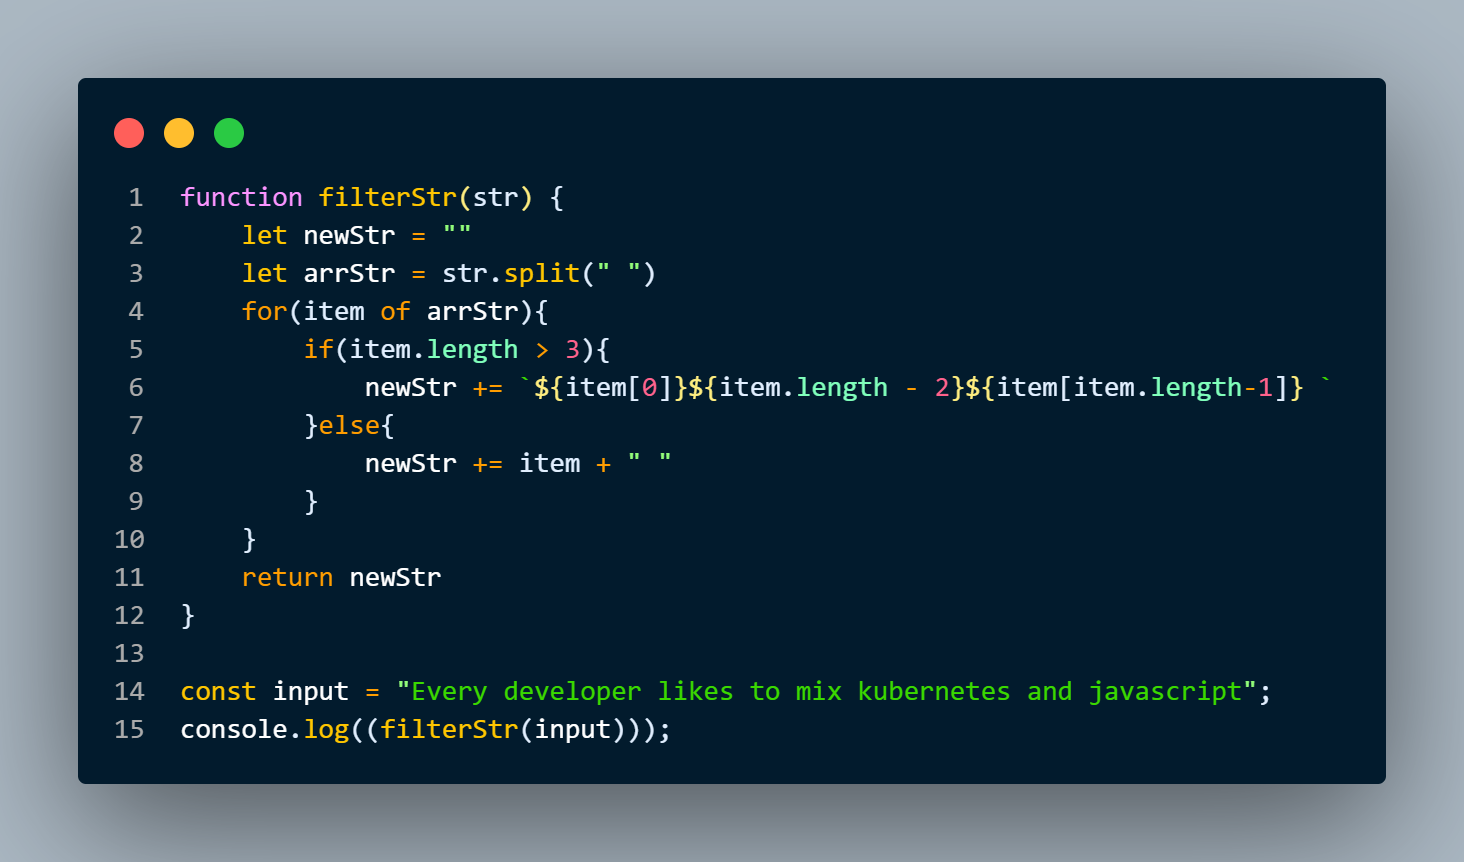 1 function filterStr(str) {
2     let newStr = ""
3     let arrStr = str.split(" ")
4     for(item of arrStr){
5         if(item.length > 3){
6             newStr += `${item[0]}${item.length - 2}${item[item.length-1]} `
7         }else{
8             newStr += item + " "
9         }
10     }
11     return newStr
12 }
13
14 const input = "Every developer likes to mix kubernetes and javascript";
15 console.log((filterStr(input)));